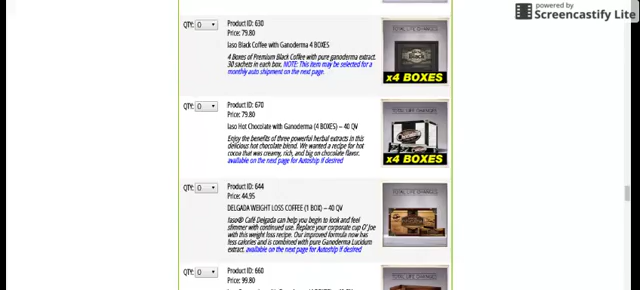 powered by
Screencastify Lite
QTY: 0
Product ID: 630
Price: 79.80
Iaso Black Coffee with Ganoderma 4 BOXES
4 Boxes of Premium Black Coffee with pure ganoderma extract.
30 sachets in each box. NOTE: This item may be selected for a
monthly auto shipment on the next page.
x4 BOXES
QTY: 0
Product ID: 670
Price: 79.80
Iaso Hot Chocolate with Ganoderma (4 BOXES) – 40 QV
Enjoy the benefits of three powerful herbal extracts in this
delicious hot chocolate blend. We wanted a recipe for hot
cocoa that was creamy, rich, and big on chocolate flavor.
available on the next page for Autoship if desired
TOTAL LIFE CHANGES
x4 BOXES
QTY: 0
Product ID: 644
Price: 44.95
DELGADA WEIGHT LOSS COFFEE (1 BOX) – 40 QV
Iaso® Café Delgada can help you begin to look and feel
slimmer with continued use. Replace your corporate cup O' Joe
with this weight loss recipe. Our improved formula now has
less calories and is combined with pure Ganoderma Lucidum
extract. available on the next page for Autoship if desired
TOTAL LIFE CHANGES
QTY: 0
Product ID: 660
Price: 99.80
TOTAL LIFE CHANGES